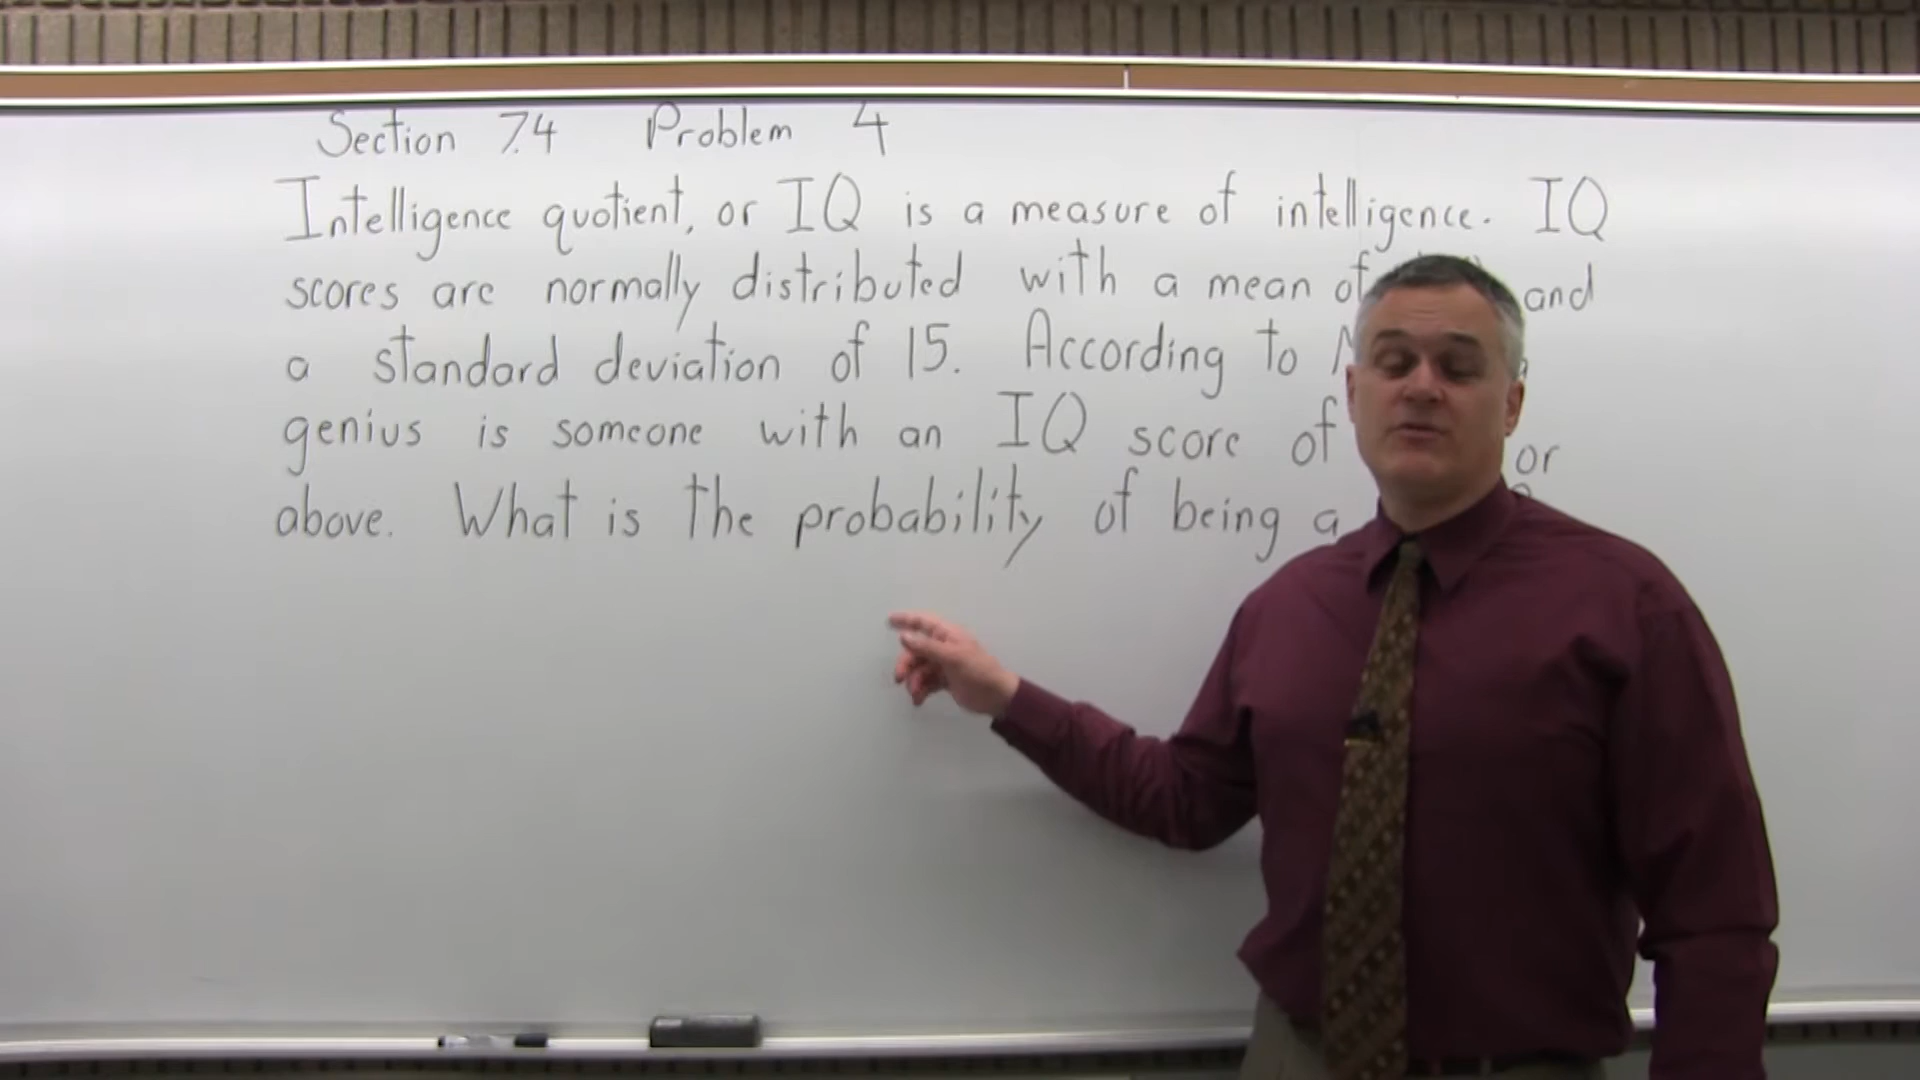 Section 7.4 Problem 4
Intelligence quotient, or IQ is a measure of intelligence. IQ
scores are normally distributed with a mean of and
a standard deviation of 15. According to
genius is someone with an IQ score of or
above. What is the probability of being a